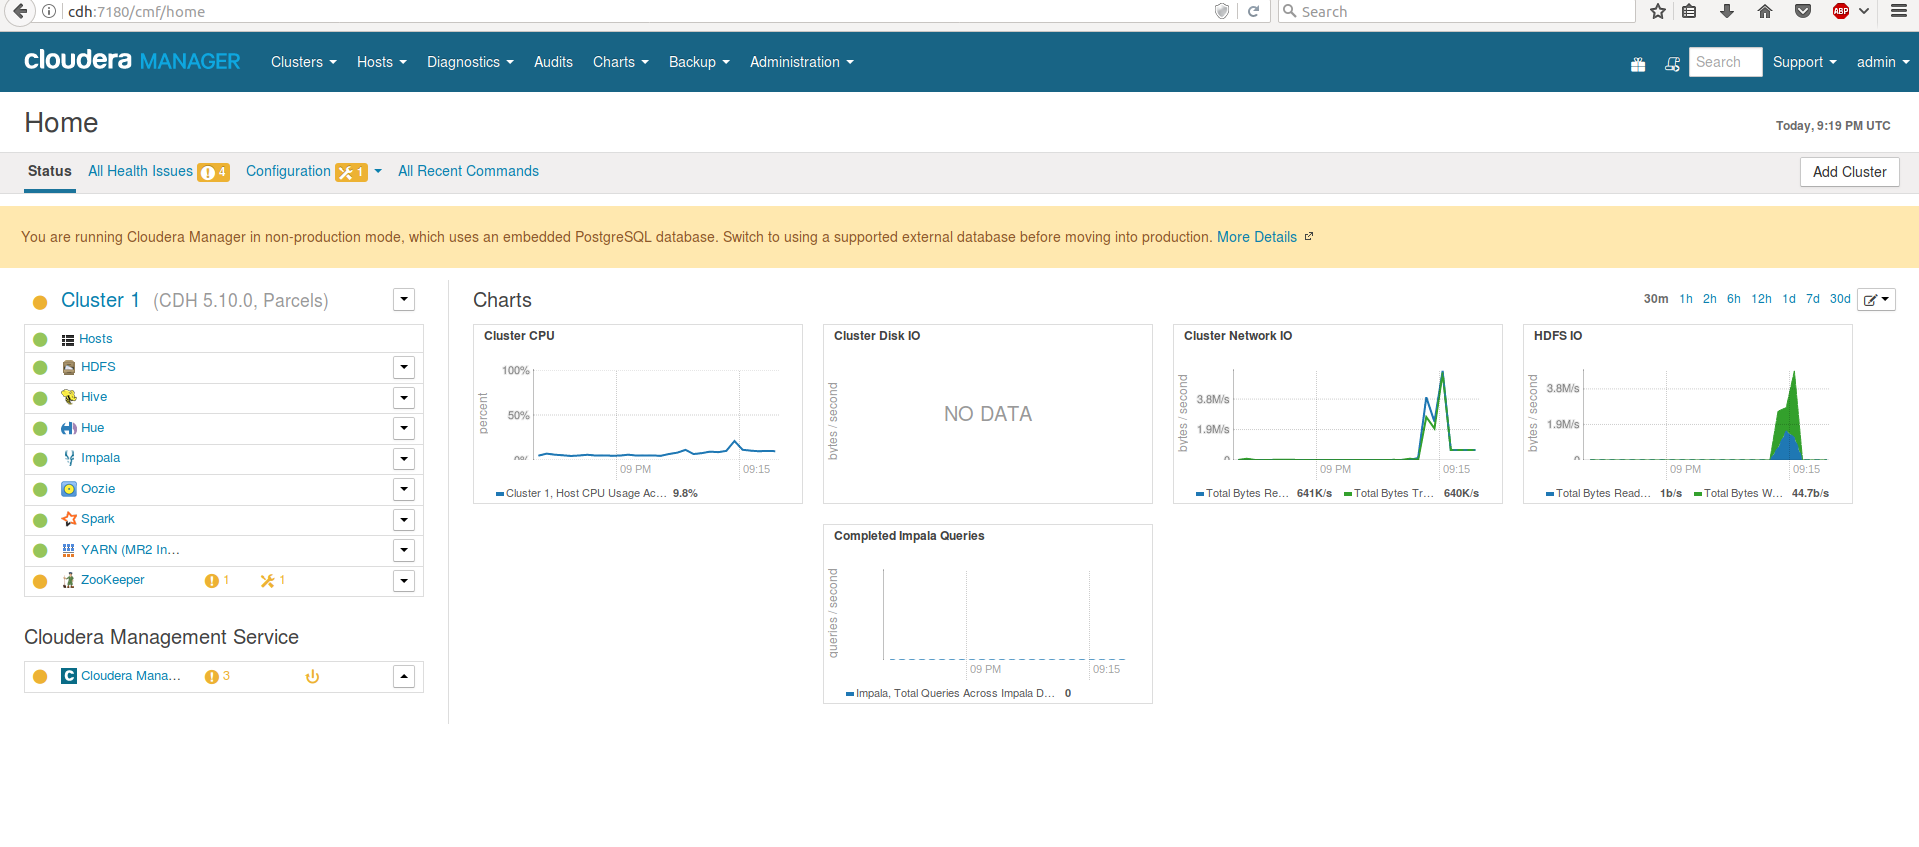 cdh:7180/cmf/home
Search
ABP
cloudera MANAGER
Clusters Hosts Diagnostics Audits Charts Backup Administration
Search Support admin
Home
Today, 9:19 PM UTC
Status All Health Issues 4 Configuration 1 All Recent Commands
Add Cluster
You are running Cloudera Manager in non-production mode, which uses an embedded PostgreSQL database. Switch to using a supported external database before moving into production. More Details
Cluster 1 (CDH 5.10.0, Parcels)
Hosts
HDFS
Hive
Hue
Impala
Oozie
Spark
YARN (MR2 In...
ZooKeeper 1 1
Cloudera Management Service
C Cloudera Mana... 3
Charts
30m 1h 2h 6h 12h 1d 7d 30d
Cluster CPU
percent
100%
50%
0%
09 PM 09:15
Cluster 1, Host CPU Usage Ac... 9.8%
Cluster Disk IO
bytes / second
NO DATA
Cluster Network IO
bytes / second
3.8M/s
1.9M/s
0
09 PM 09:15
Total Bytes Re... 641K/s Total Bytes Tr... 640K/s
HDFS IO
bytes / second
3.8M/s
1.9M/s
0
09 PM 09:15
Total Bytes Read... 1b/s Total Bytes W... 44.7b/s
Completed Impala Queries
queries / second
09 PM 09:15
Impala, Total Queries Across Impala D... 0